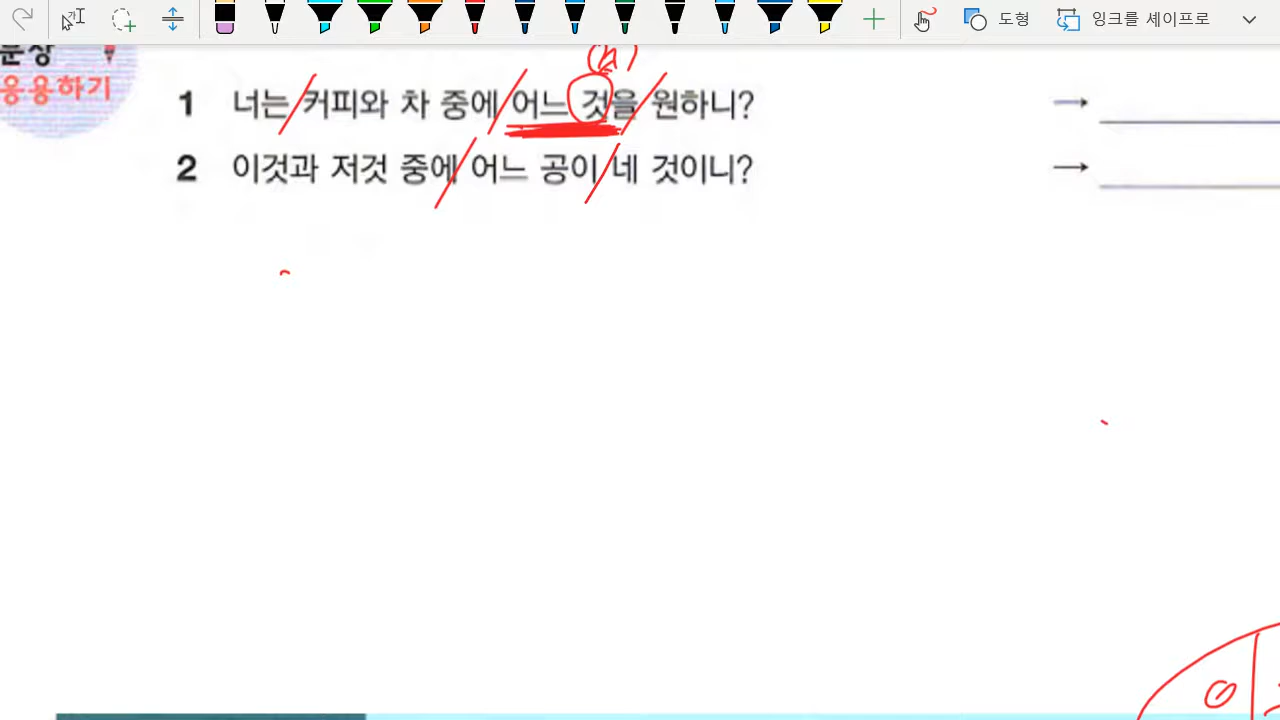 도형 잉크를 셰이프로
문장
응용하기
1 너는 커피와 차 중에 어느 것을 원하니? →
2 이것과 저것 중에 어느 공이 네 것이니? →